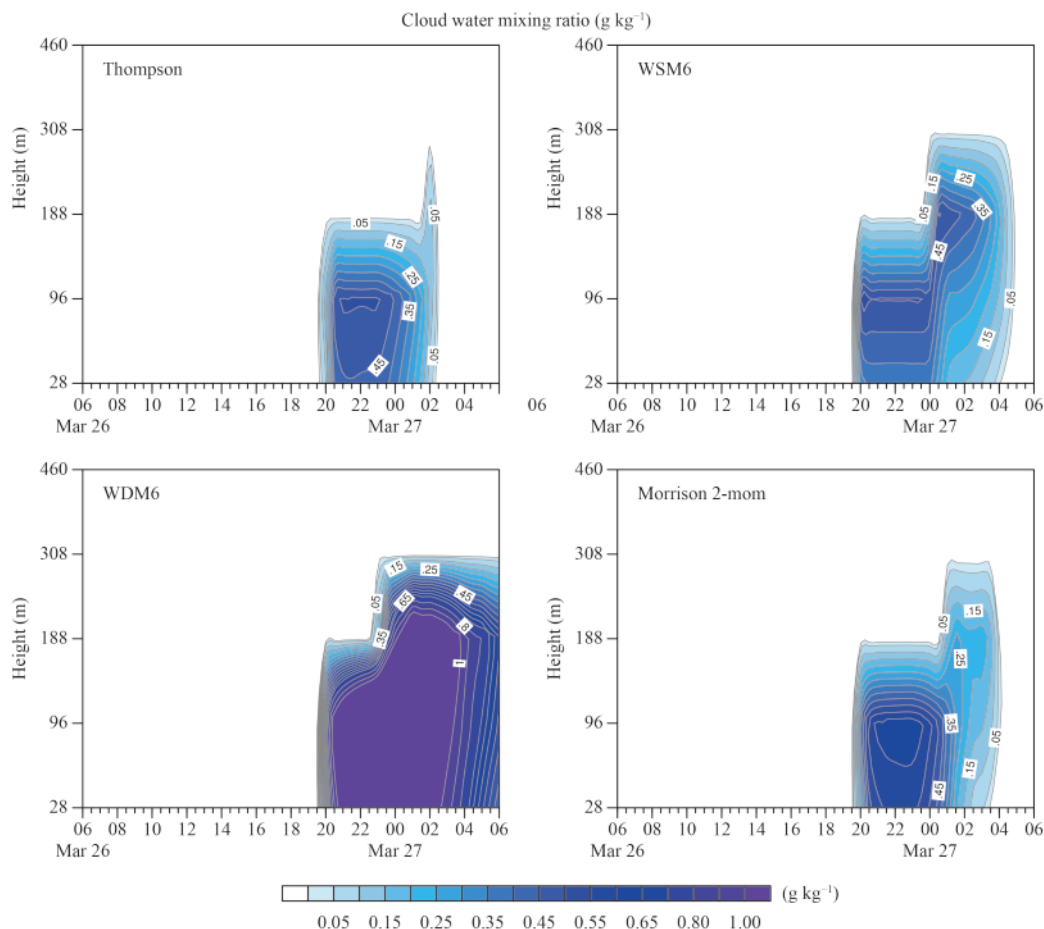 Cloud water mixing ratio (g kg⁻¹)
460
308
188
96
28
Height (m)
Thompson
.05
.15
.25
.35
.45
.05
.05
06 08 10 12 14 16 18 20 22 00 02 04 06
Mar 26 Mar 27
460
308
188
96
28
Height (m)
WSM6
.05
.15
.25
.35
.45
.05
.15
06 08 10 12 14 16 18 20 22 00 02 04 06
Mar 26 Mar 27
460
308
188
96
28
Height (m)
WDM6
.05
.15
.25
.45
.65
.35
.8
1
06 08 10 12 14 16 18 20 22 00 02 04 06
Mar 26 Mar 27
460
308
188
96
28
Height (m)
Morrison 2-mom
.05
.15
.25
.35
.05
.15
.45
06 08 10 12 14 16 18 20 22 00 02 04 06
Mar 26 Mar 27
(g kg⁻¹)
0.05 0.15 0.25 0.35 0.45 0.55 0.65 0.80 1.00